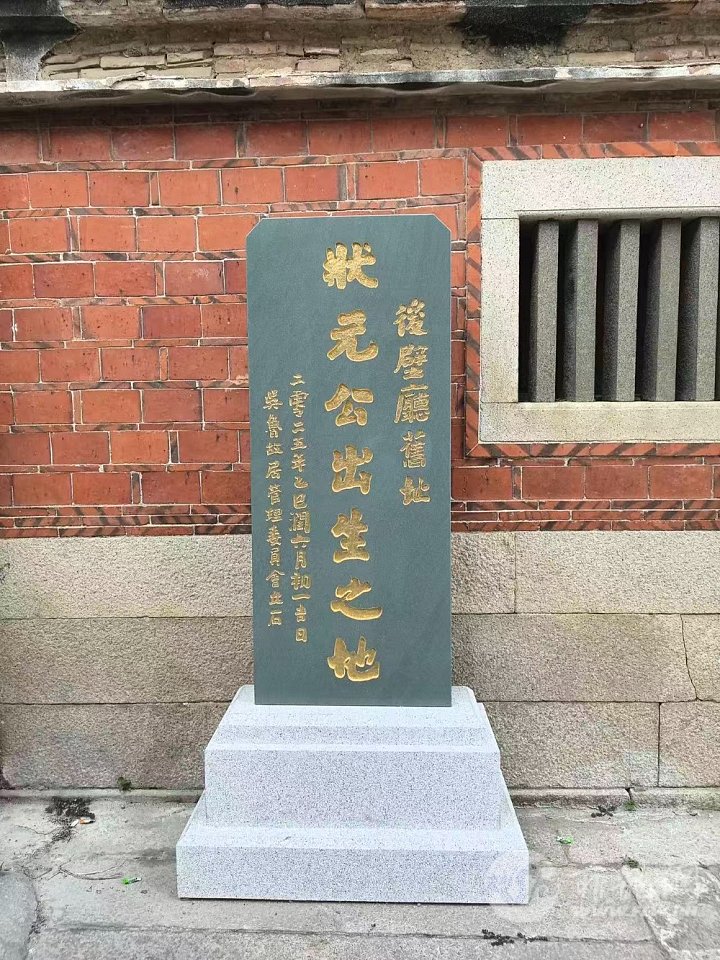 後壁廳舊址
狀元公出生之地
二零二五年乙巳潤六月初一吉日
吳魯故居管理委員會立石